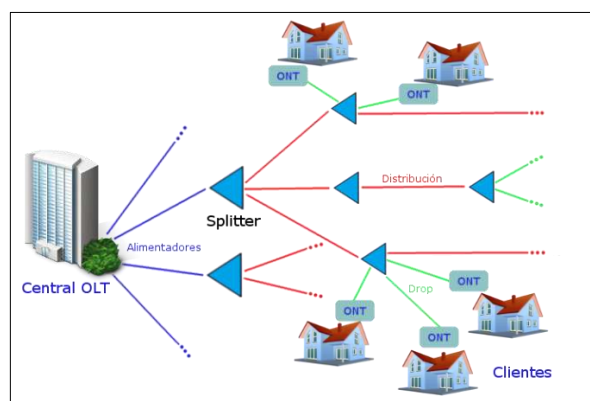 ONT
ONT
Distribución
Splitter
Alimentadores
Central OLT
ONT
Drop
ONT
ONT
Clientes